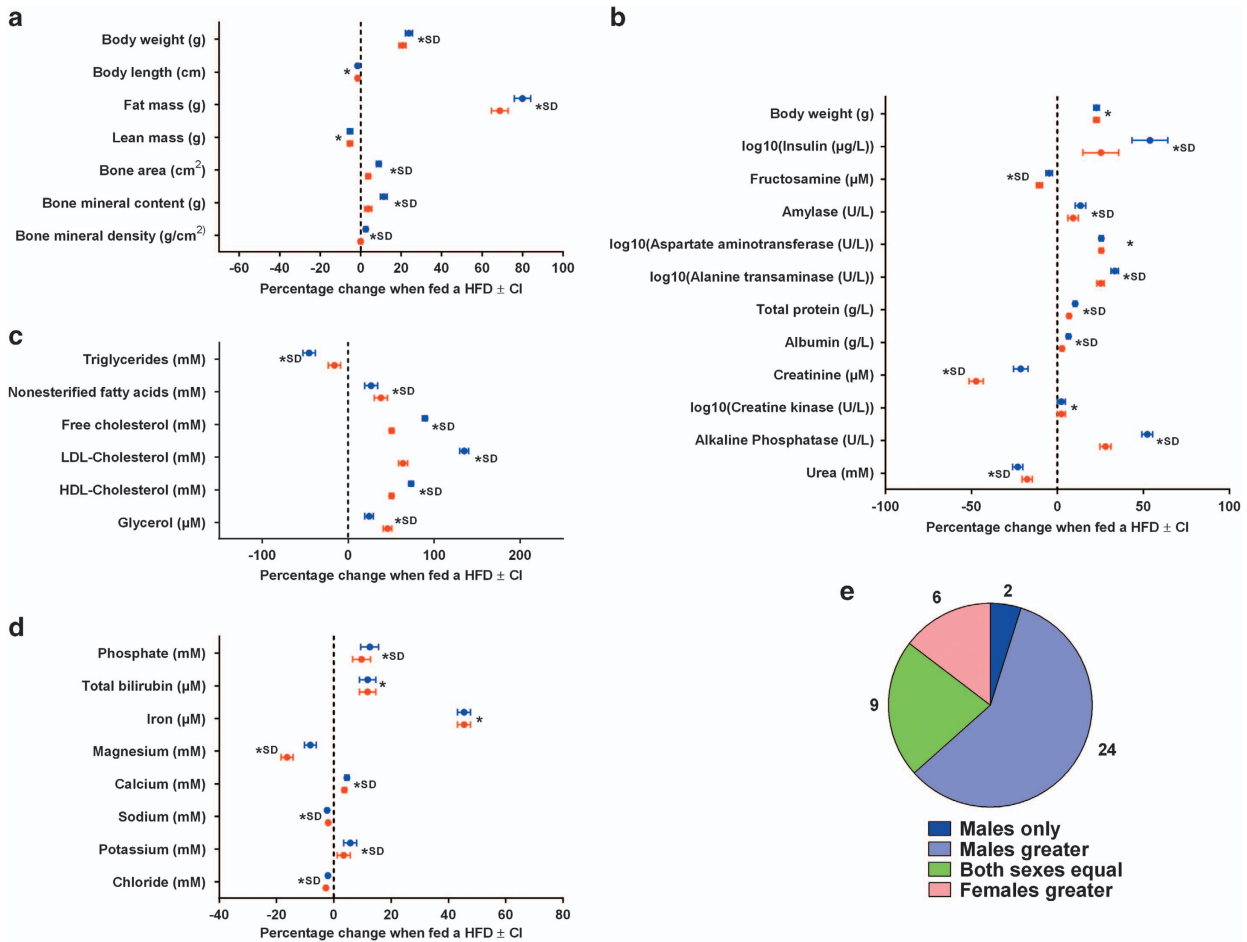 a
Body weight (g)
*SD
Body length (cm)
*
Fat mass (g)
*SD
Lean mass (g)
*
Bone area (cm²)
*SD
Bone mineral content (g)
*SD
Bone mineral density (g/cm²)
*SD
-60 -40 -20 0 20 40 60 80 100
Percentage change when fed a HFD ± CI
b
Body weight (g)
*
log10(Insulin (µg/L))
*SD
Fructosamine (µM)
*SD
Amylase (U/L)
*SD
log10(Aspartate aminotransferase (U/L))
*
log10(Alanine transaminase (U/L))
*SD
Total protein (g/L)
*SD
Albumin (g/L)
*SD
Creatinine (µM)
*SD
log10(Creatine kinase (U/L))
*
Alkaline Phosphatase (U/L)
*SD
Urea (mM)
*SD
-100 -50 0 50 100
Percentage change when fed a HFD ± CI
c
Triglycerides (mM)
*SD
Nonesterified fatty acids (mM)
*SD
Free cholesterol (mM)
*SD
LDL-Cholesterol (mM)
*SD
HDL-Cholesterol (mM)
*SD
Glycerol (µM)
*SD
-100 0 100 200
Percentage change when fed a HFD ± CI
d
Phosphate (mM)
*SD
Total bilirubin (µM)
*
Iron (µM)
*
Magnesium (mM)
*SD
Calcium (mM)
*SD
Sodium (mM)
*SD
Potassium (mM)
*SD
Chloride (mM)
*SD
-40 -20 0 20 40 60 80
Percentage change when fed a HFD ± CI
e
2
6
9
24
Males only
Males greater
Both sexes equal
Females greater